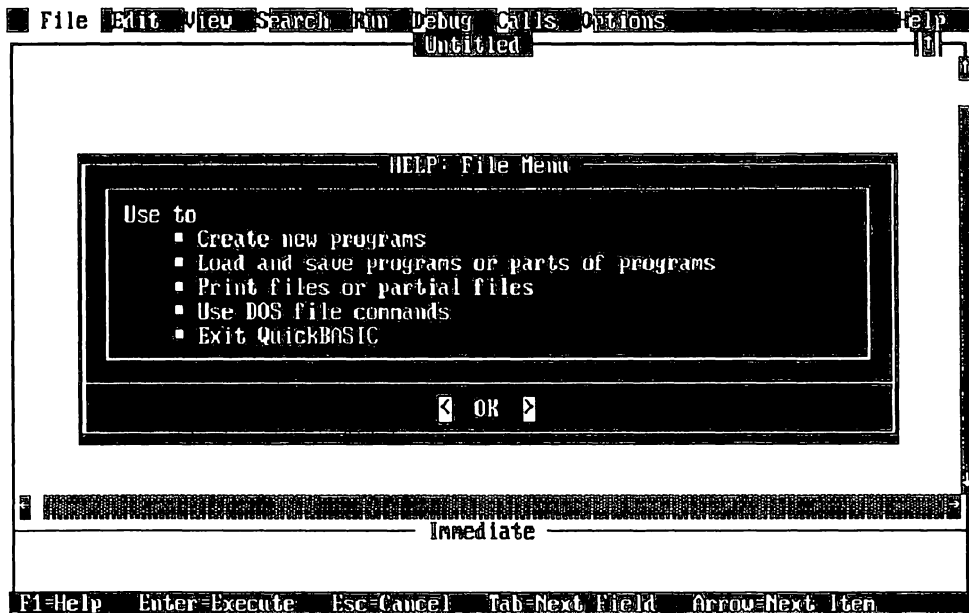 File Edit View Search Run Debug Calls Options Help
Untitled
HELP: File Menu
Use to
▪ Create new programs
▪ Load and save programs or parts of programs
▪ Print files or partial files
▪ Use DOS file commands
▪ Exit QuickBASIC
< OK >
Immediate
F1=Help Enter=Execute Esc=Cancel Tab=Next Field Arrow=Next Item